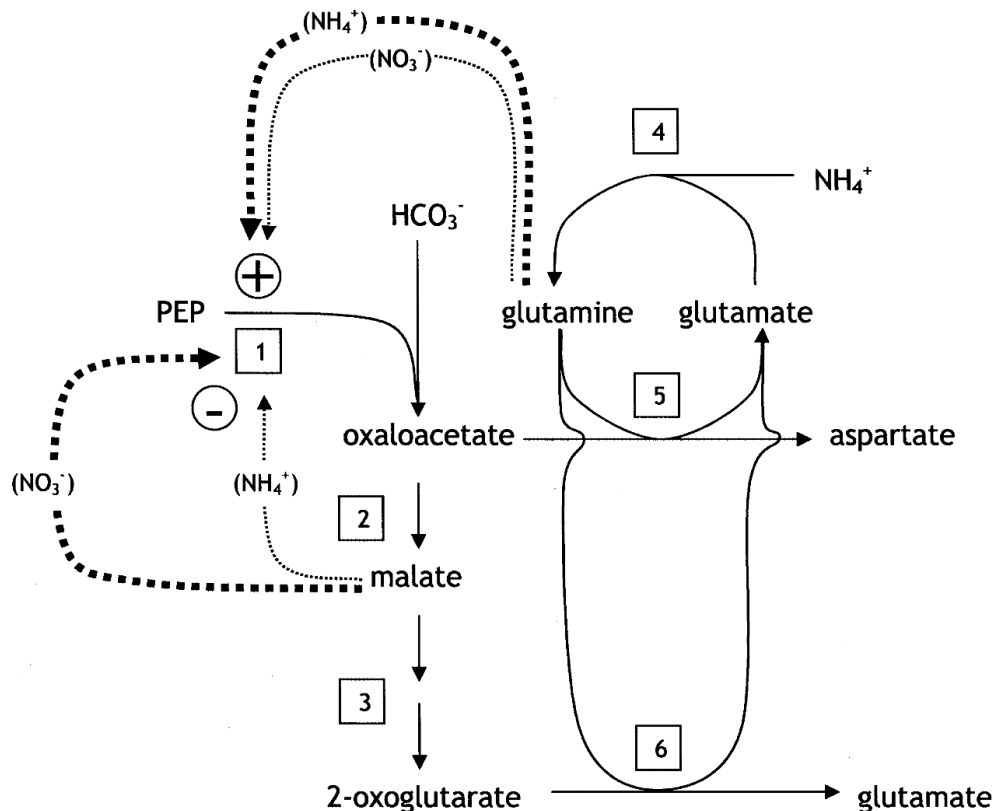 (NH₄⁺)
(NO₃⁻)
4
NH₄⁺
HCO₃⁻
+
PEP
glutamine
glutamate
1
5
-
oxaloacetate
aspartate
(NO₃⁻)
(NH₄⁺)
2
malate
3
6
2-oxoglutarate
glutamate